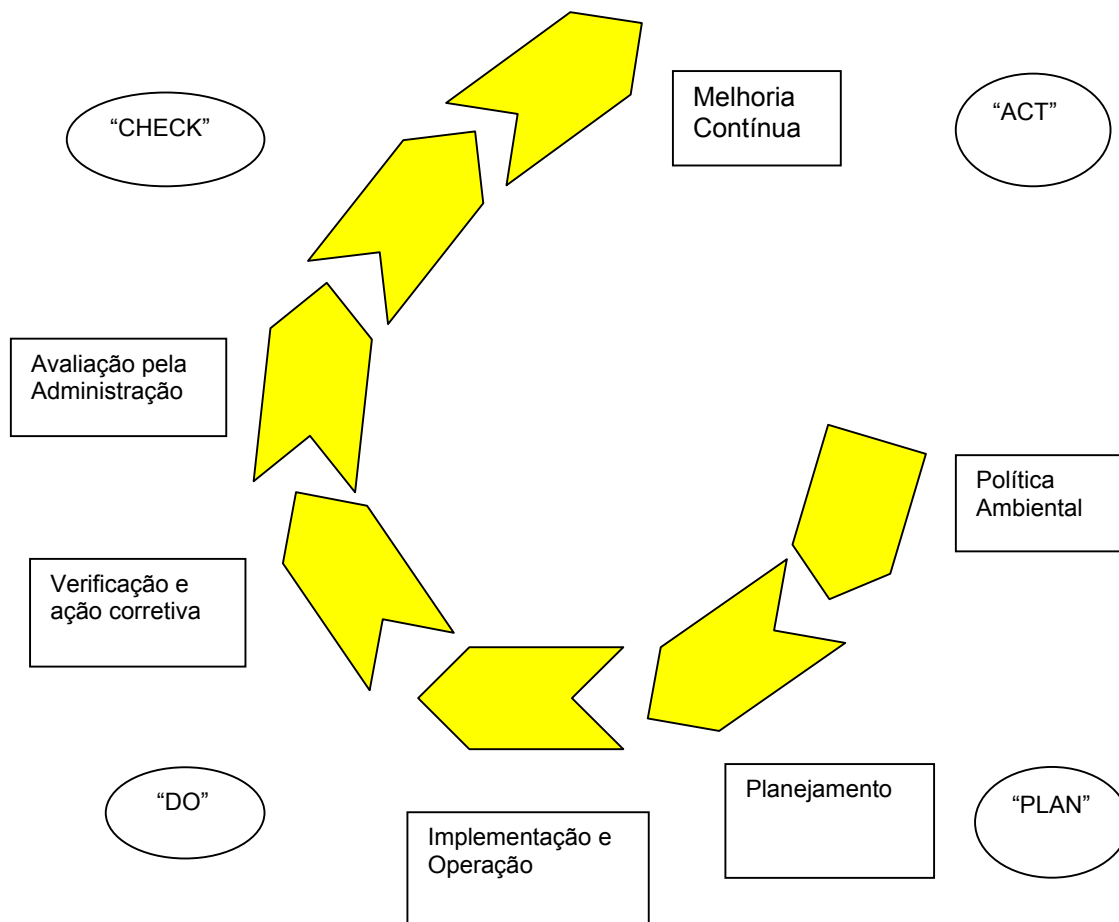 “CHECK”
Melhoria
Contínua
“ACT”
Avaliação pela
Administração
Política
Ambiental
Verificação e
ação corretiva
“DO”
Implementação e
Operação
Planejamento
“PLAN”